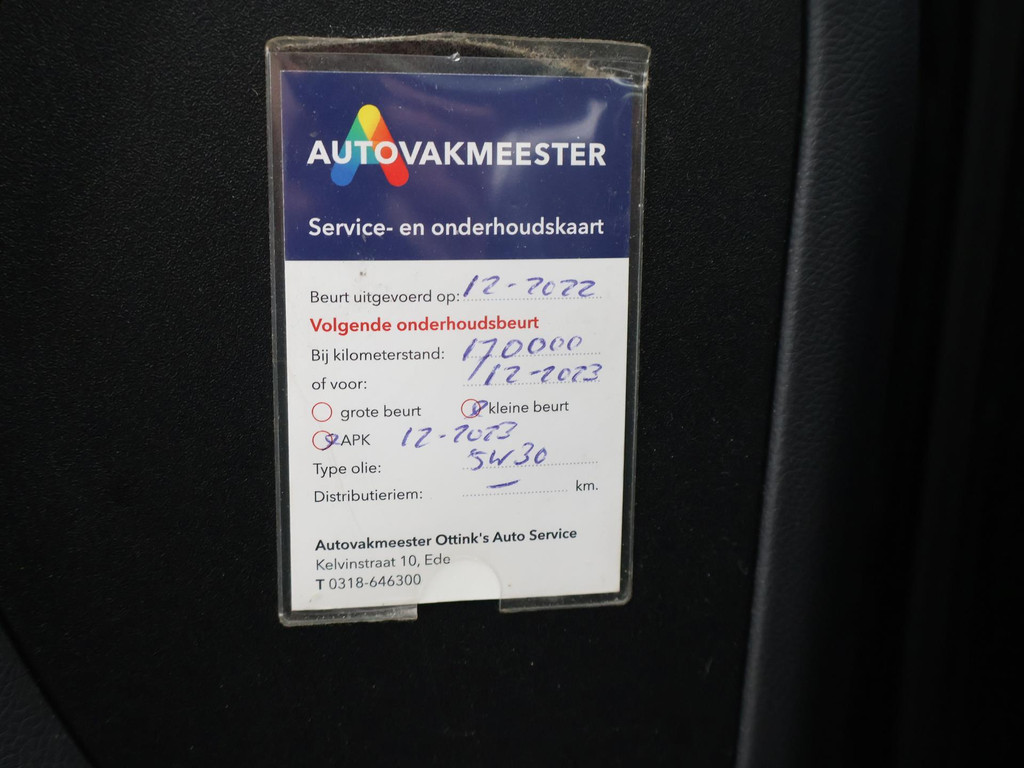 AUTOVAKMEESTER
Service- en onderhoudskaart
Beurt uitgevoerd op: 12-2022
Volgende onderhoudsbeurt
Bij kilometerstand: 170000
of voor: /12-2023
grote beurt kleine beurt
APK 12-2023
Type olie: 5W30
Distributieriem: — km.
Autovakmeester Ottink's Auto Service
Kelvinstraat 10, Ede
T 0318-646300